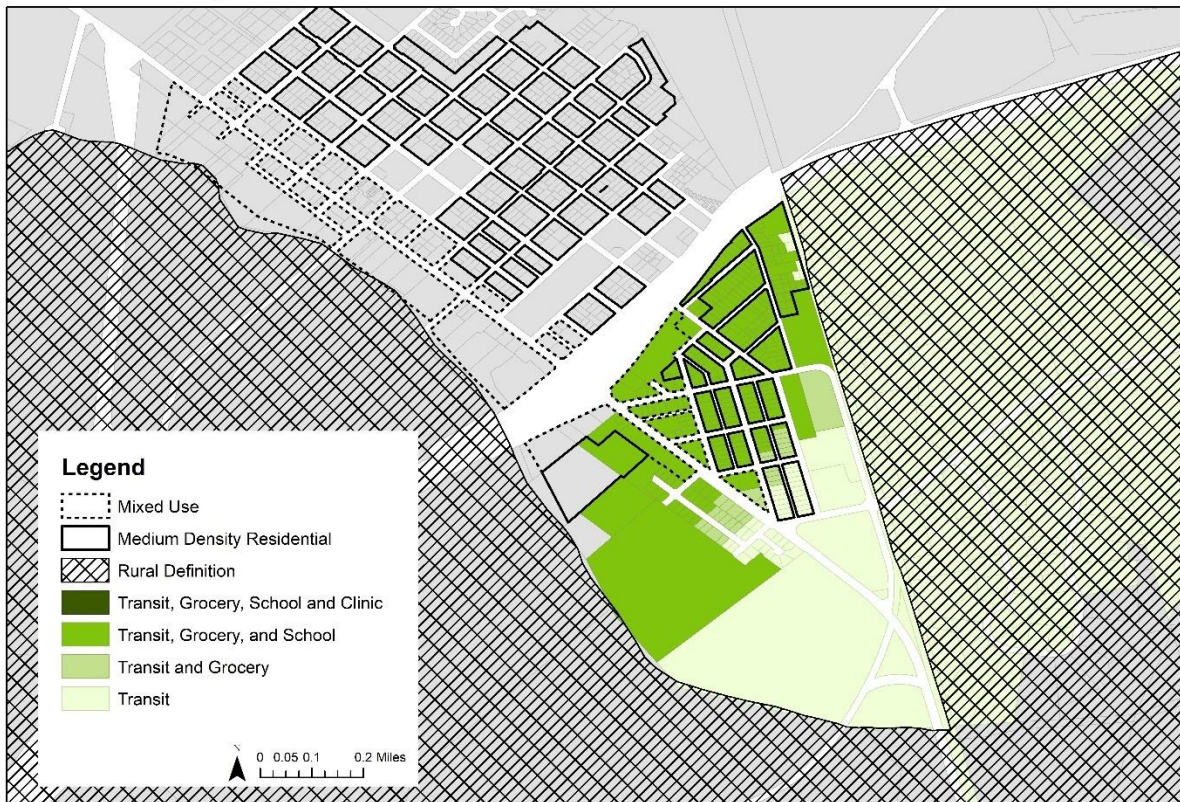 Legend
Mixed Use
Medium Density Residential
Rural Definition
Transit, Grocery, School and Clinic
Transit, Grocery, and School
Transit and Grocery
Transit
N
0 0.05 0.1 0.2 Miles